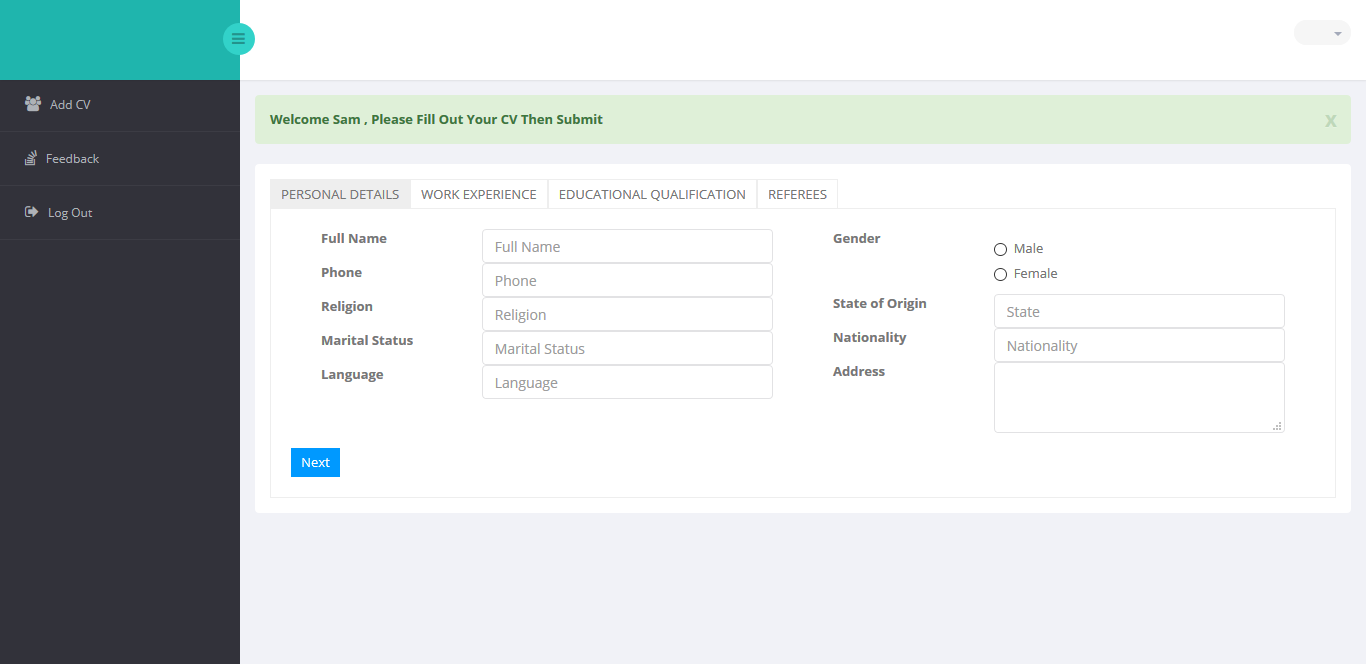 Add CV
Feedback
Log Out
Welcome Sam , Please Fill Out Your CV Then Submit x
PERSONAL DETAILS WORK EXPERIENCE EDUCATIONAL QUALIFICATION REFEREES
Full Name Full Name
Phone Phone
Religion Religion
Marital Status Marital Status
Language Language
Gender Male
Female
State of Origin State
Nationality Nationality
Address
Next